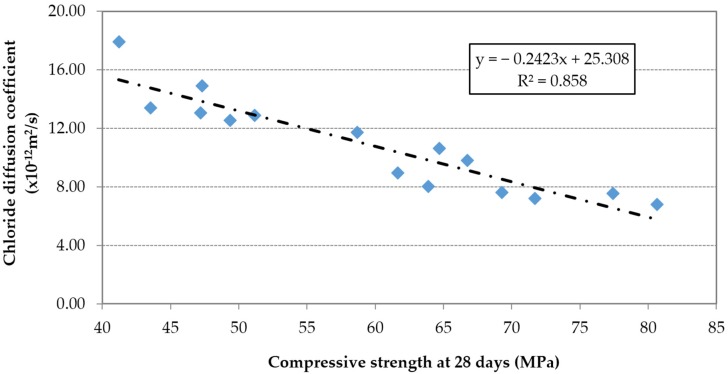 20.00
16.00
12.00
8.00
4.00
0.00
Chloride diffusion coefficient
(x10⁻¹²m²/s)
y = − 0.2423x + 25.308
R² = 0.858
40 45 50 55 60 65 70 75 80 85
Compressive strength at 28 days (MPa)